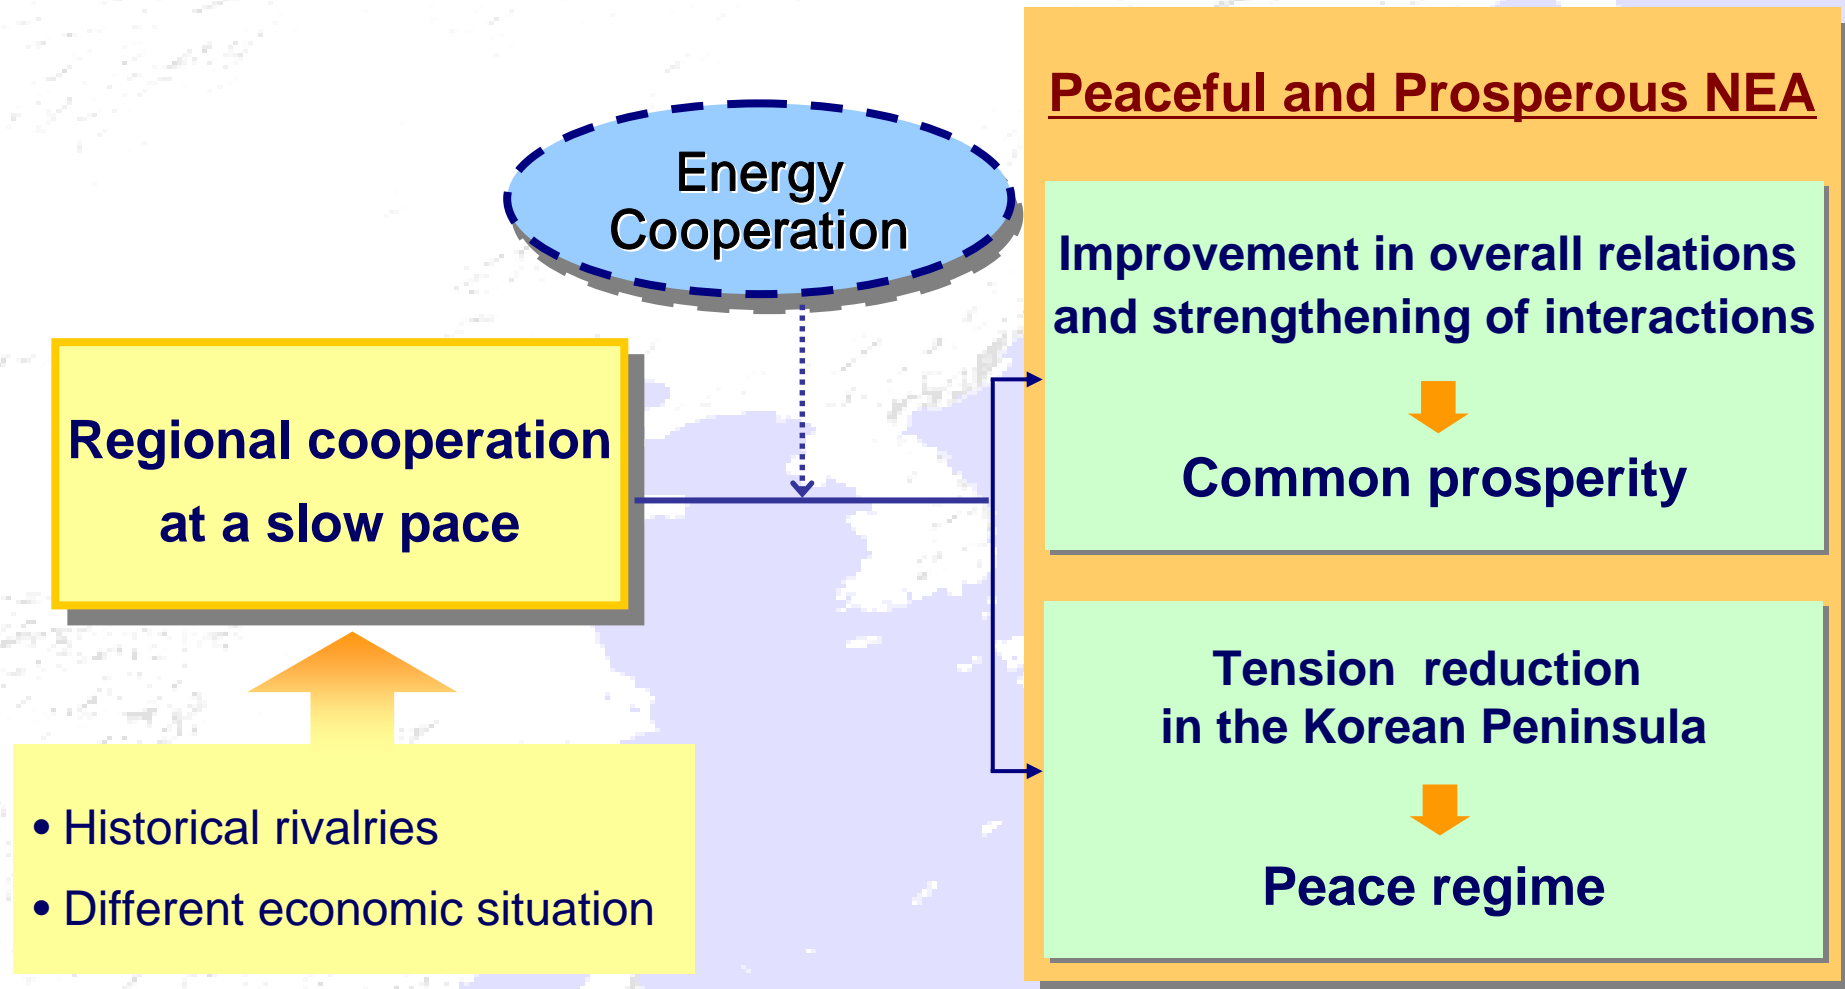 Peaceful and Prosperous NEA
Energy
Cooperation
Improvement in overall relations
and strengthening of interactions
Common prosperity
Regional cooperation
at a slow pace
Tension reduction
in the Korean Peninsula
Peace regime
• Historical rivalries
• Different economic situation